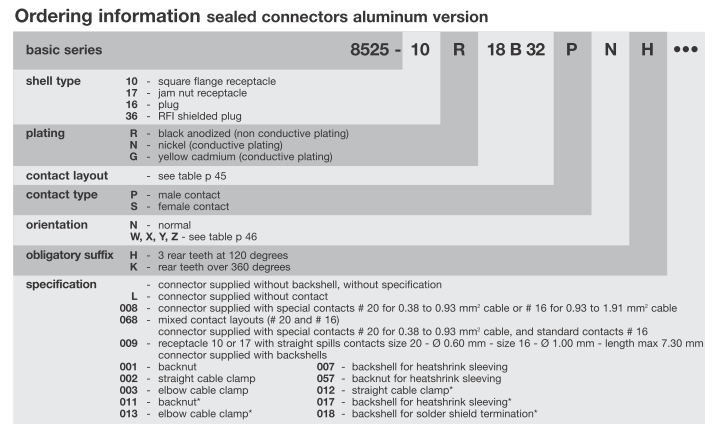 Ordering information sealed connectors aluminum version
basic series 8525 - 10 R 18 B 32 P N H •••
shell type 10 - square flange receptacle
17 - jam nut receptacle
16 - plug
36 - RFI shielded plug
plating R - black anodized (non conductive plating)
N - nickel (conductive plating)
G - yellow cadmium (conductive plating)
contact layout - see table p 45
contact type P - male contact
S - female contact
orientation N - normal
W, X, Y, Z - see table p 46
obligatory suffix H - 3 rear teeth at 120 degrees
K - rear teeth over 360 degrees
specification - connector supplied without backshell, without specification
L - connector supplied without contact
008 - connector supplied with special contacts # 20 for 0.38 to 0.93 mm² cable or # 16 for 0.93 to 1.91 mm² cable
068 - mixed contact layouts (# 20 and # 16)
connector supplied with special contacts # 20 for 0.38 to 0.93 mm² cable, and standard contacts # 16
009 - receptacle 10 or 17 with straight spills contacts size 20 - Ø 0.60 mm - size 16 - Ø 1.00 mm - length max 7.30 mm
connector supplied with backshells
001 - backnut 007 - backshell for heatshrink sleeving
002 - straight cable clamp 057 - backnut for heatshrink sleeving
003 - elbow cable clamp 012 - straight cable clamp*
011 - backnut* 017 - backshell for heatshrink sleeving*
013 - elbow cable clamp* 018 - backshell for solder shield termination*